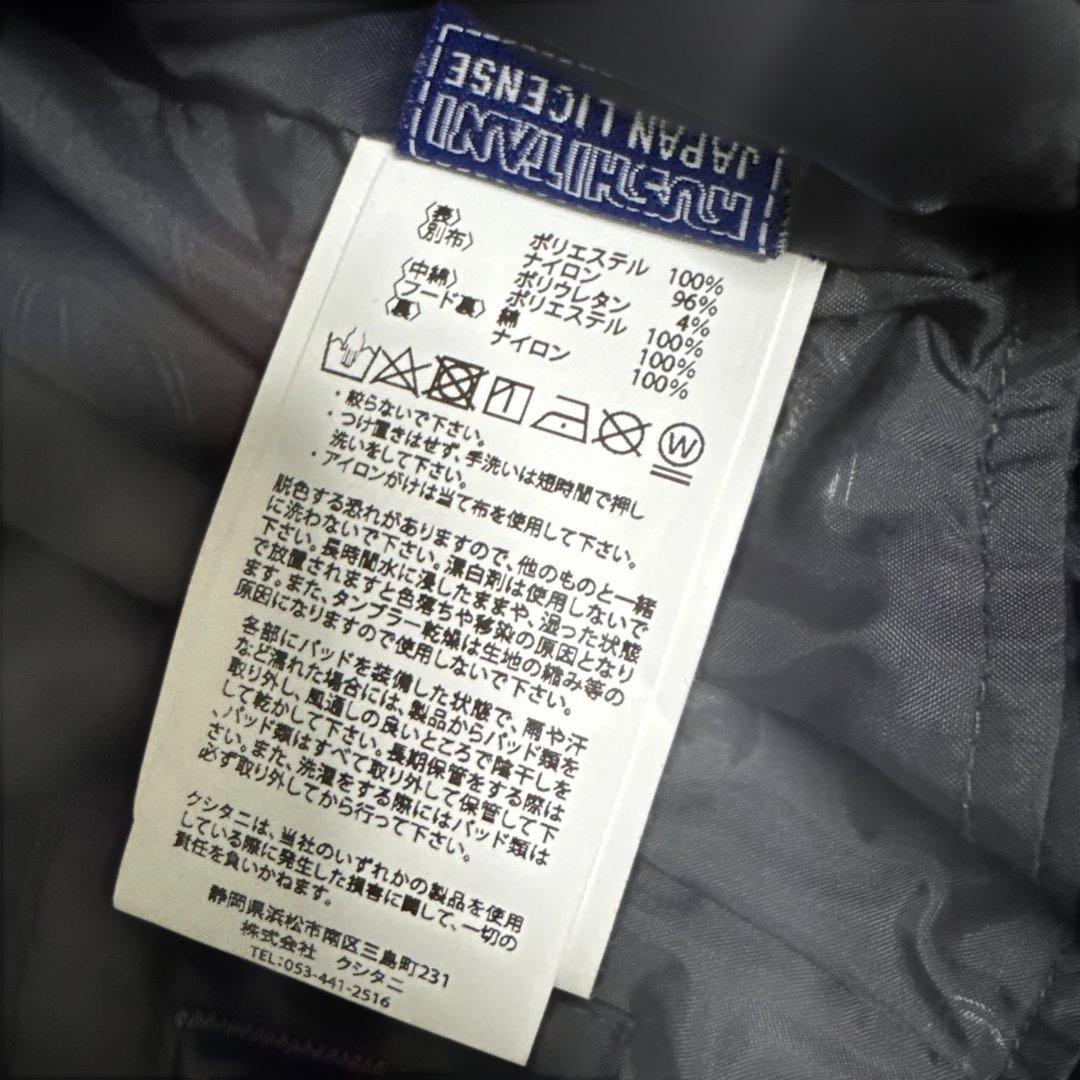 KUSHITANI
JAPAN LICENSE
〈表〉 ポリエステル 100%
〈別布〉 ナイロン 96%
ポリウレタン 4%
〈中綿〉 ポリエステル 100%
〈フード裏〉 綿 100%
〈裏〉 ナイロン 100%
W
・絞らないで下さい。
・つけ置きはせず、手洗いは短時間で押し
洗いをして下さい。
・アイロンがけは当て布を使用して下さい。
脱色する恐れがありますので、他のものと一緒
に洗わないで下さい。漂白剤は使用しないで
下さい。長時間水に浸したままや、湿った状態
で放置されますと色落ちや移染の原因となり
ます。また、タンブラー乾燥は生地の縮み等の
原因になりますので使用しないで下さい。
各部にパッドを装備した状態で、雨や汗
など濡れた場合には、製品からパッド類を
取り外し、風通しの良いところで陰干しを
して乾かして下さい。長期保管をする際は
、パッド類はすべて取り外して保管して下
さい。また、洗濯をする際にはパッド類は
必ず取り外してから行って下さい。
クシタニは、当社のいずれかの製品を使用
している際に発生した損害に関して、一切の
責任を負いかねます。
静岡県浜松市南区三島町231
株式会社 クシタニ
TEL:053-441-2516